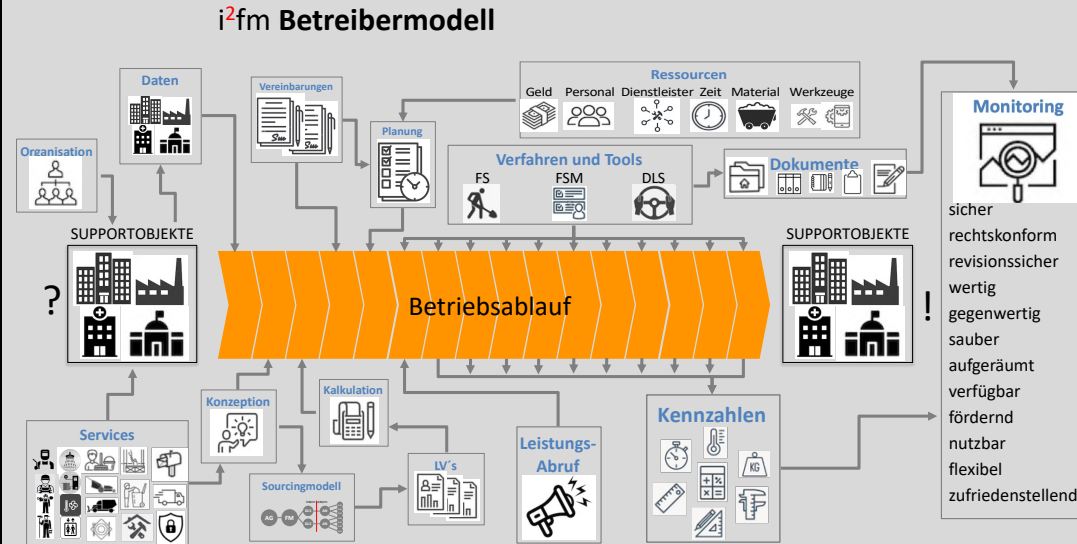 i²fm Betreibermodell
Ressourcen
Geld Personal Dienstleister Zeit Material Werkzeuge
Daten
Vereinbarungen
Planung
Monitoring
Organisation
Verfahren und Tools
FS FSM DLS
Dokumente
SUPPORTOBJEKTE
SUPPORTOBJEKTE
?
Betriebsablauf
!
sicher
rechtskonform
revisionssicher
wertig
gegenwertig
sauber
aufgeräumt
verfügbar
fördernd
nutzbar
flexibel
zufriedenstellend
Konzeption
Kalkulation
Kennzahlen
KG
Services
Sourcingmodell
AG FM
LV´s
Leistungs-
Abruf